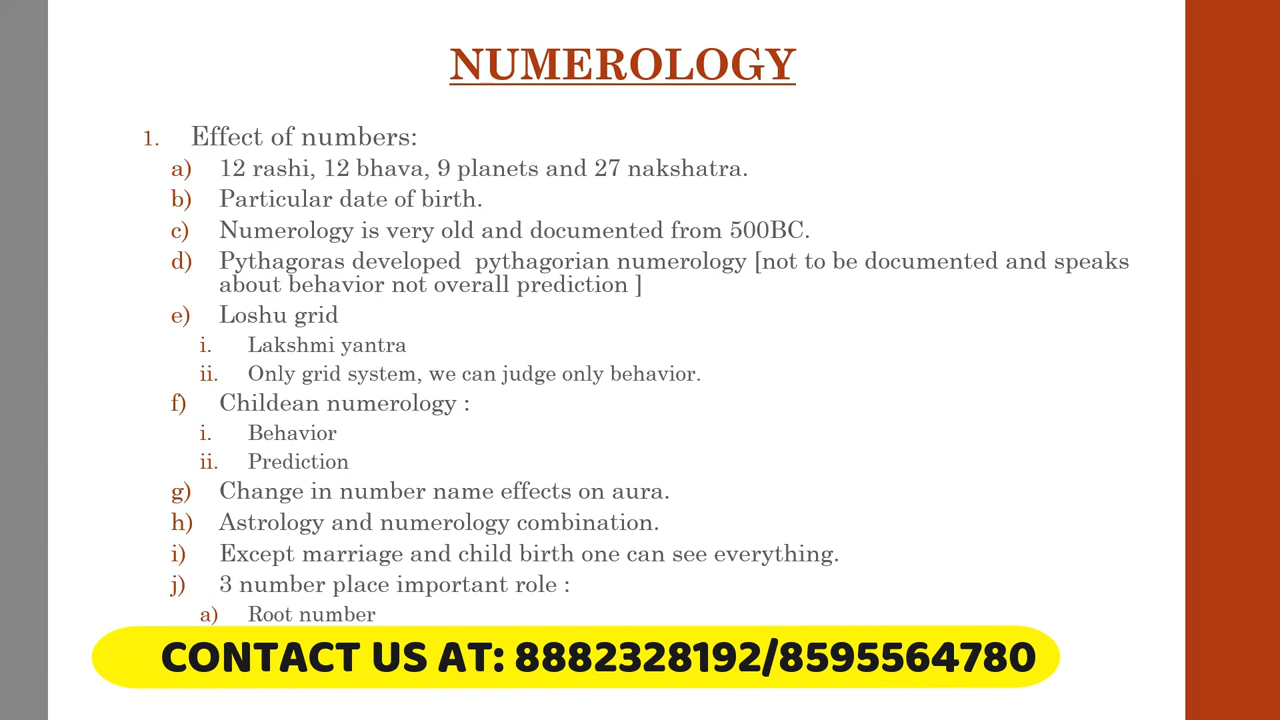 NUMEROLOGY
1. Effect of numbers:
a) 12 rashi, 12 bhava, 9 planets and 27 nakshatra.
b) Particular date of birth.
c) Numerology is very old and documented from 500BC.
d) Pythagoras developed  pythagorian numerology [not to be documented and speaks
about behavior not overall prediction ]
e) Loshu grid
i. Lakshmi yantra
ii. Only grid system, we can judge only behavior.
f) Childean numerology :
i. Behavior
ii. Prediction
g) Change in number name effects on aura.
h) Astrology and numerology combination.
i) Except marriage and child birth one can see everything.
j) 3 number place important role :
a) Root number
CONTACT US AT: 8882328192/8595564780